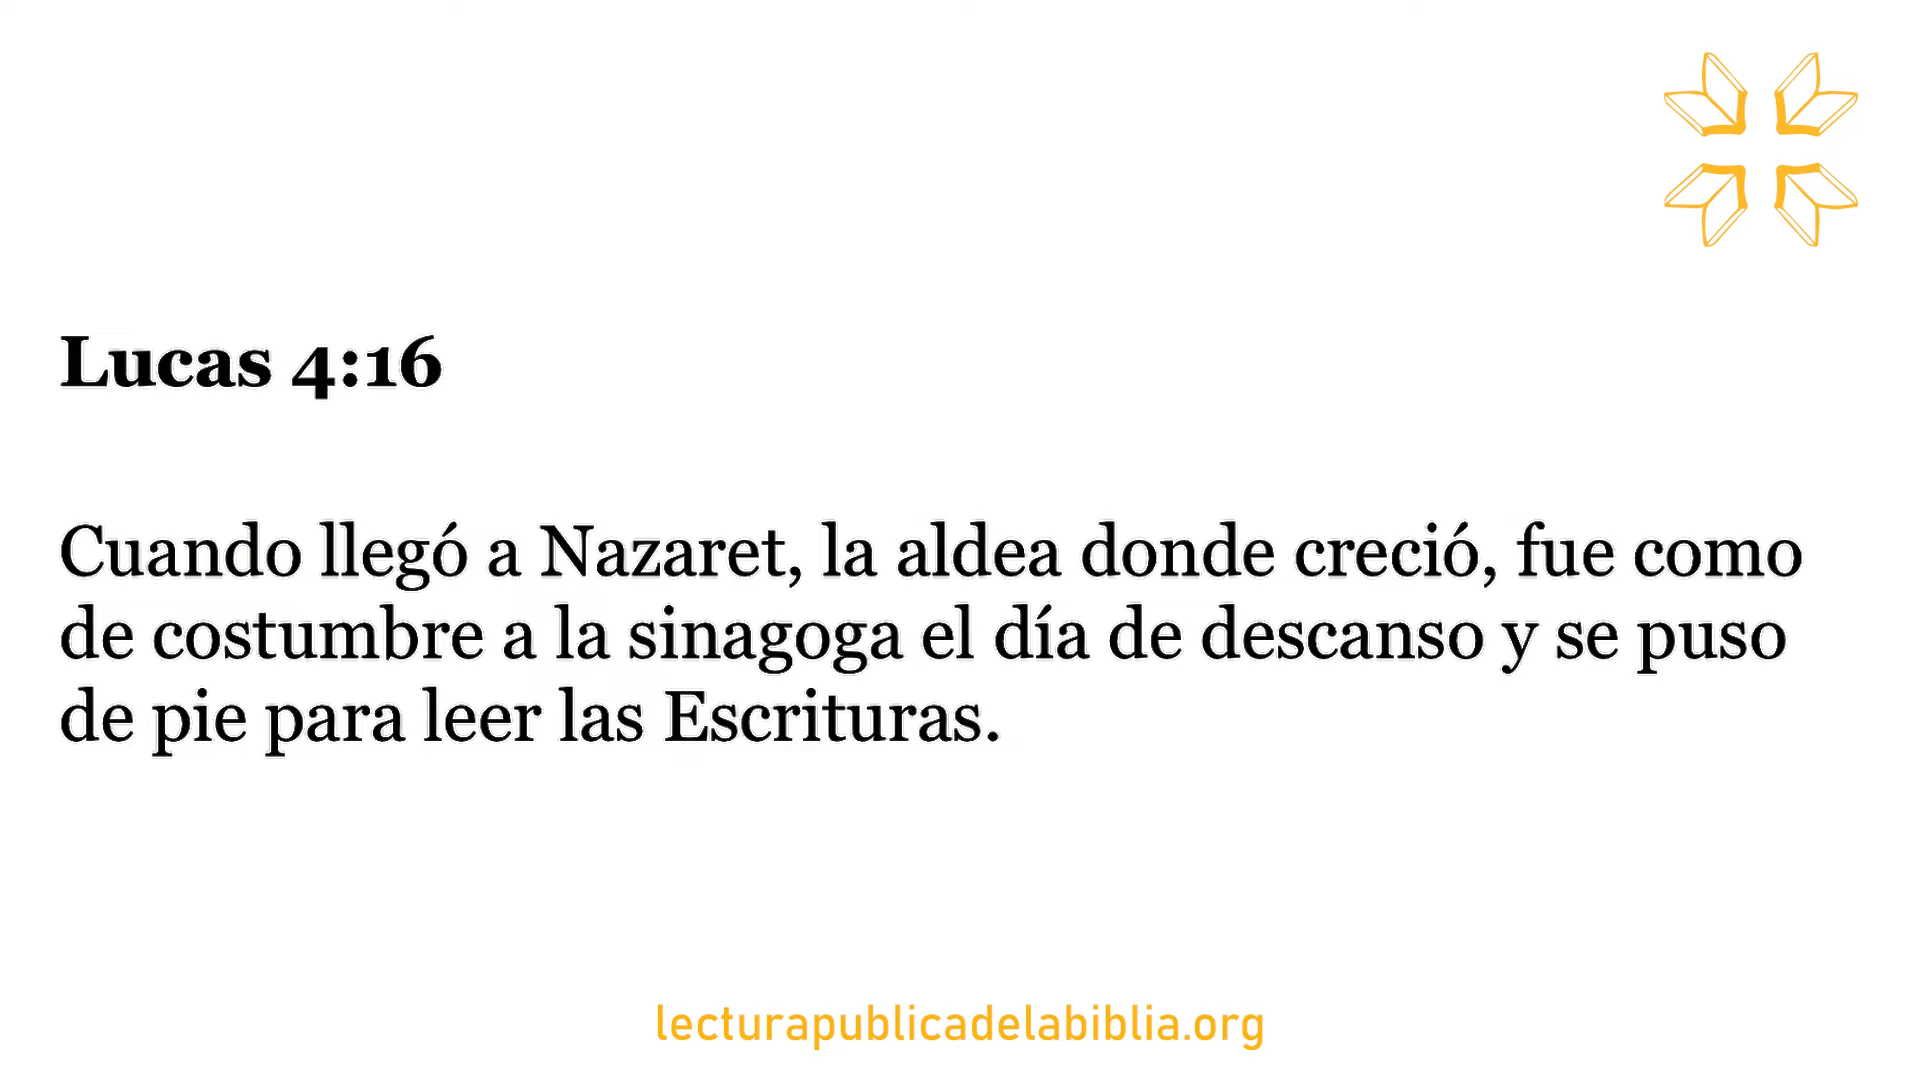 Lucas 4:16
Cuando llegó a Nazaret, la aldea donde creció, fue como
de costumbre a la sinagoga el día de descanso y se puso
de pie para leer las Escrituras.
lecturapublicadelabiblia.org